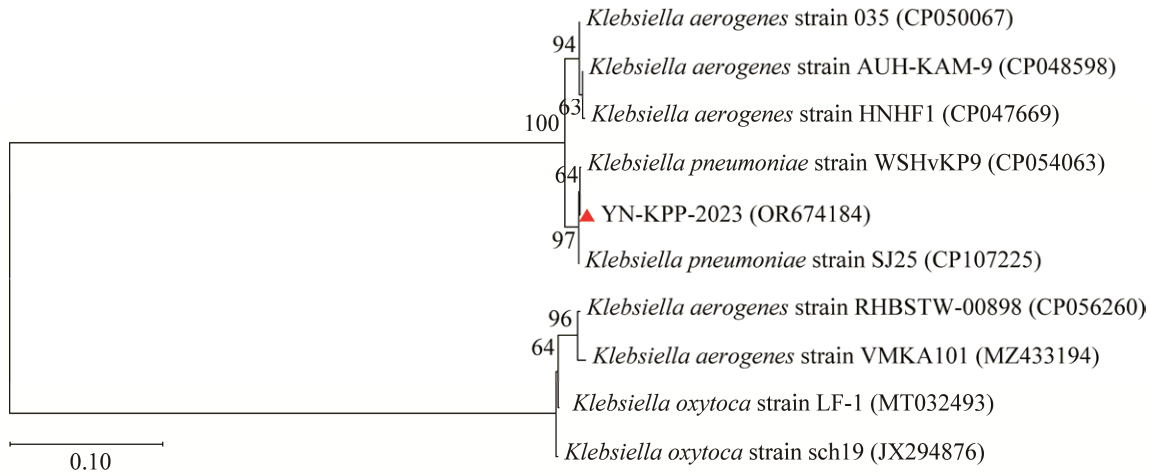 Klebsiella aerogenes strain 035 (CP050067)
94
Klebsiella aerogenes strain AUH-KAM-9 (CP048598)
63
Klebsiella aerogenes strain HNHF1 (CP047669)
100
Klebsiella pneumoniae strain WSHvKP9 (CP054063)
64
YN-KPP-2023 (OR674184)
97
Klebsiella pneumoniae strain SJ25 (CP107225)
Klebsiella aerogenes strain RHBSTW-00898 (CP056260)
96
64
Klebsiella aerogenes strain VMKA101 (MZ433194)
Klebsiella oxytoca strain LF-1 (MT032493)
Klebsiella oxytoca strain sch19 (JX294876)
0.10